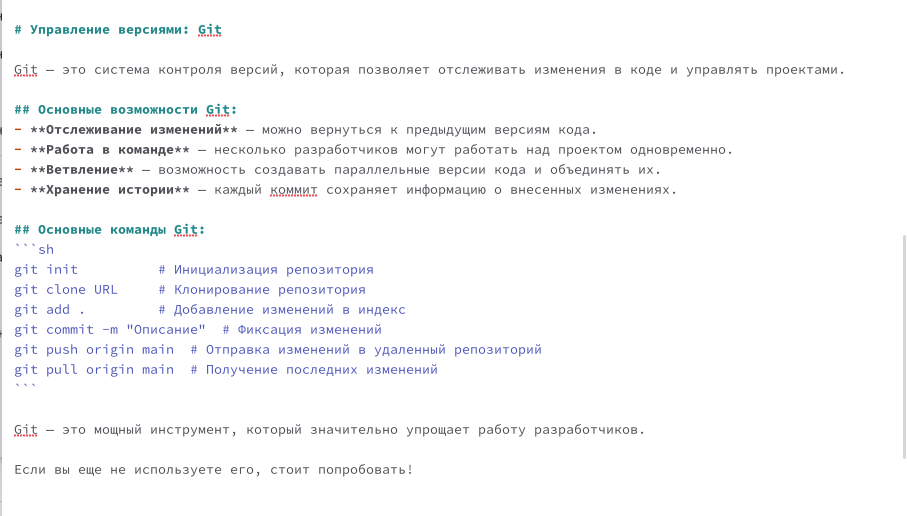 # Управление версиями: Git
Git — это система контроля версий, которая позволяет отслеживать изменения в коде и управлять проектами.
## Основные возможности Git:
- **Отслеживание изменений** — можно вернуться к предыдущим версиям кода.
- **Работа в команде** — несколько разработчиков могут работать над проектом одновременно.
- **Ветвление** — возможность создавать параллельные версии кода и объединять их.
- **Хранение истории** — каждый коммит сохраняет информацию о внесенных изменениях.
## Основные команды Git:
```sh
git init          # Инициализация репозитория
git clone URL     # Клонирование репозитория
git add .         # Добавление изменений в индекс
git commit -m "Описание"  # Фиксация изменений
git push origin main  # Отправка изменений в удаленный репозиторий
git pull origin main  # Получение последних изменений
```
Git — это мощный инструмент, который значительно упрощает работу разработчиков.
Если вы еще не используете его, стоит попробовать!